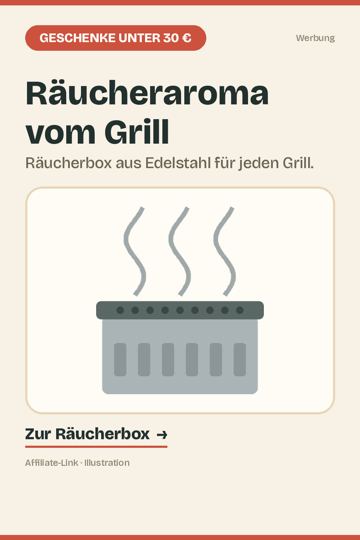 GESCHENKE UNTER 30 €
Werbung
Räucheraroma
vom Grill
Räucherbox aus Edelstahl für jeden Grill.
Zur Räucherbox →
Affiliate-Link · Illustration